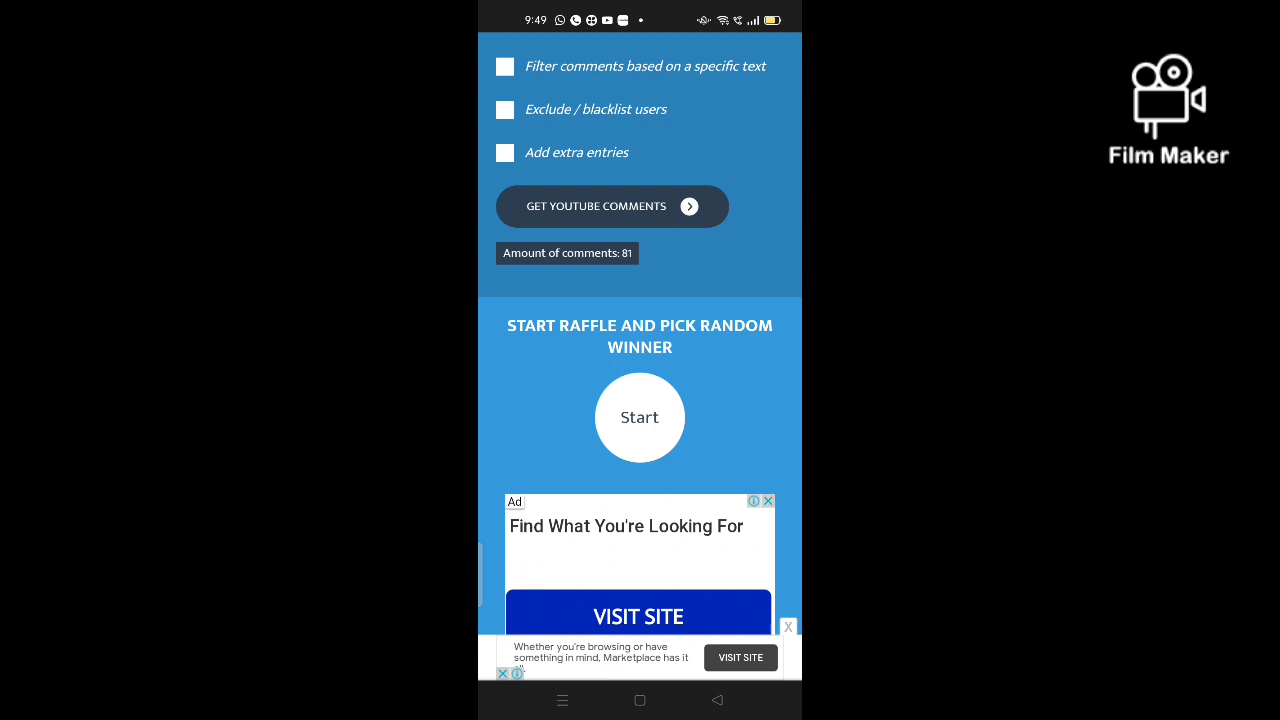 9:49
Film Maker
Filter comments based on a specific text
Exclude / blacklist users
Add extra entries
GET YOUTUBE COMMENTS
Amount of comments: 81
START RAFFLE AND PICK RANDOM
WINNER
Start
Ad
Find What You're Looking For
VISIT SITE
X
Whether you're browsing or have
something in mind, Marketplace has it
VISIT SITE